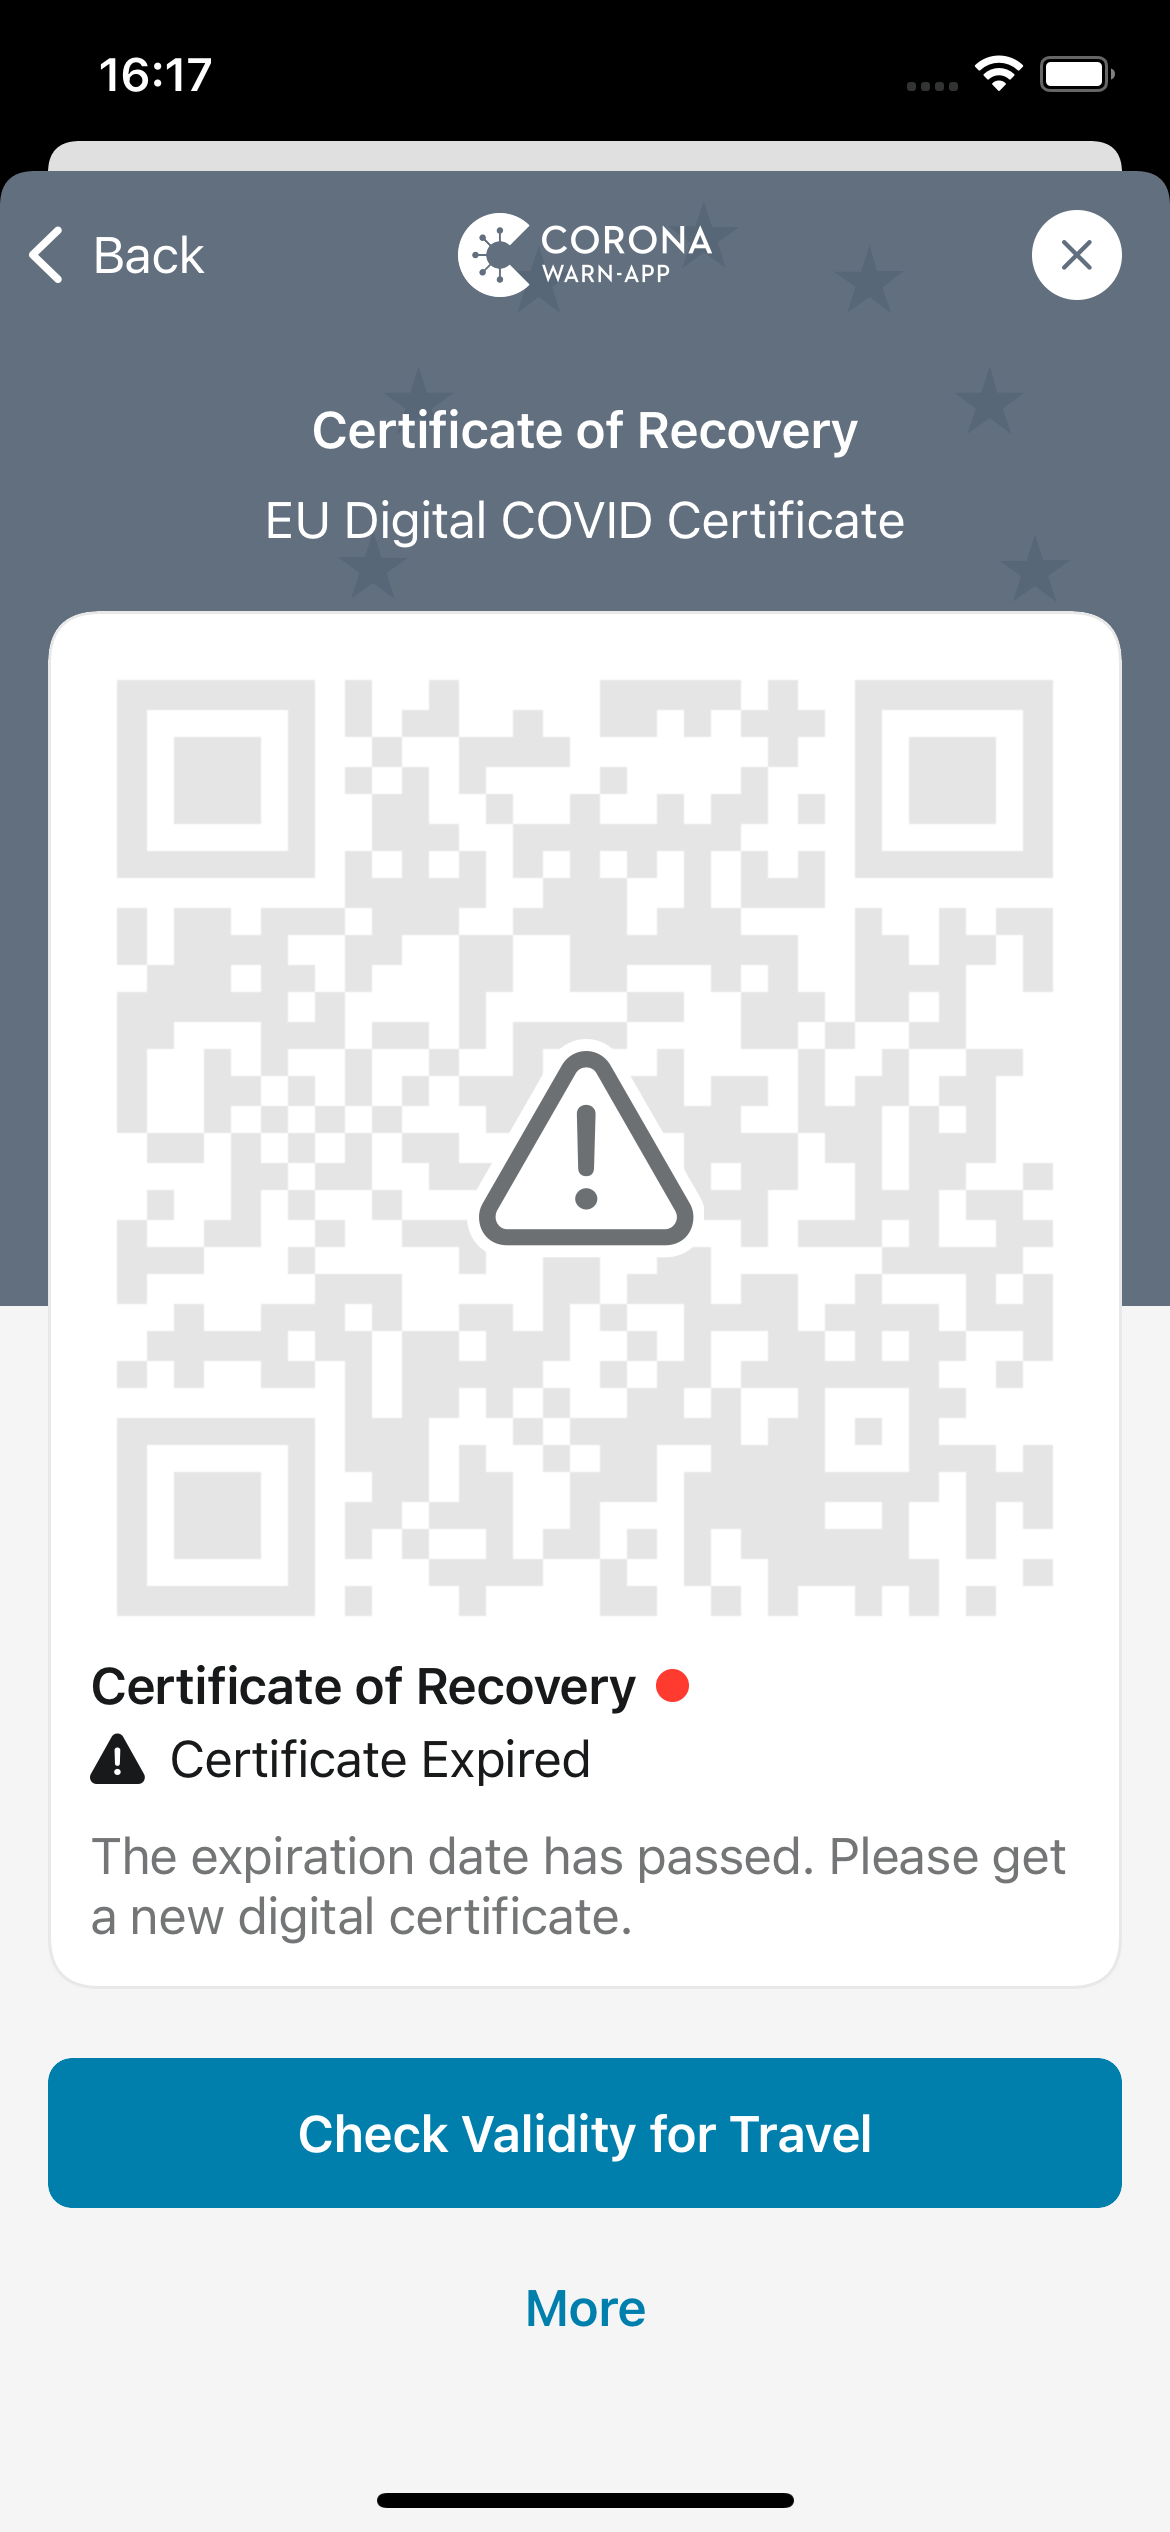 16:17
Back
CORONA
WARN-APP
Certificate of Recovery
EU Digital COVID Certificate
Certificate of Recovery
Certificate Expired
The expiration date has passed. Please get
a new digital certificate.
Check Validity for Travel
More